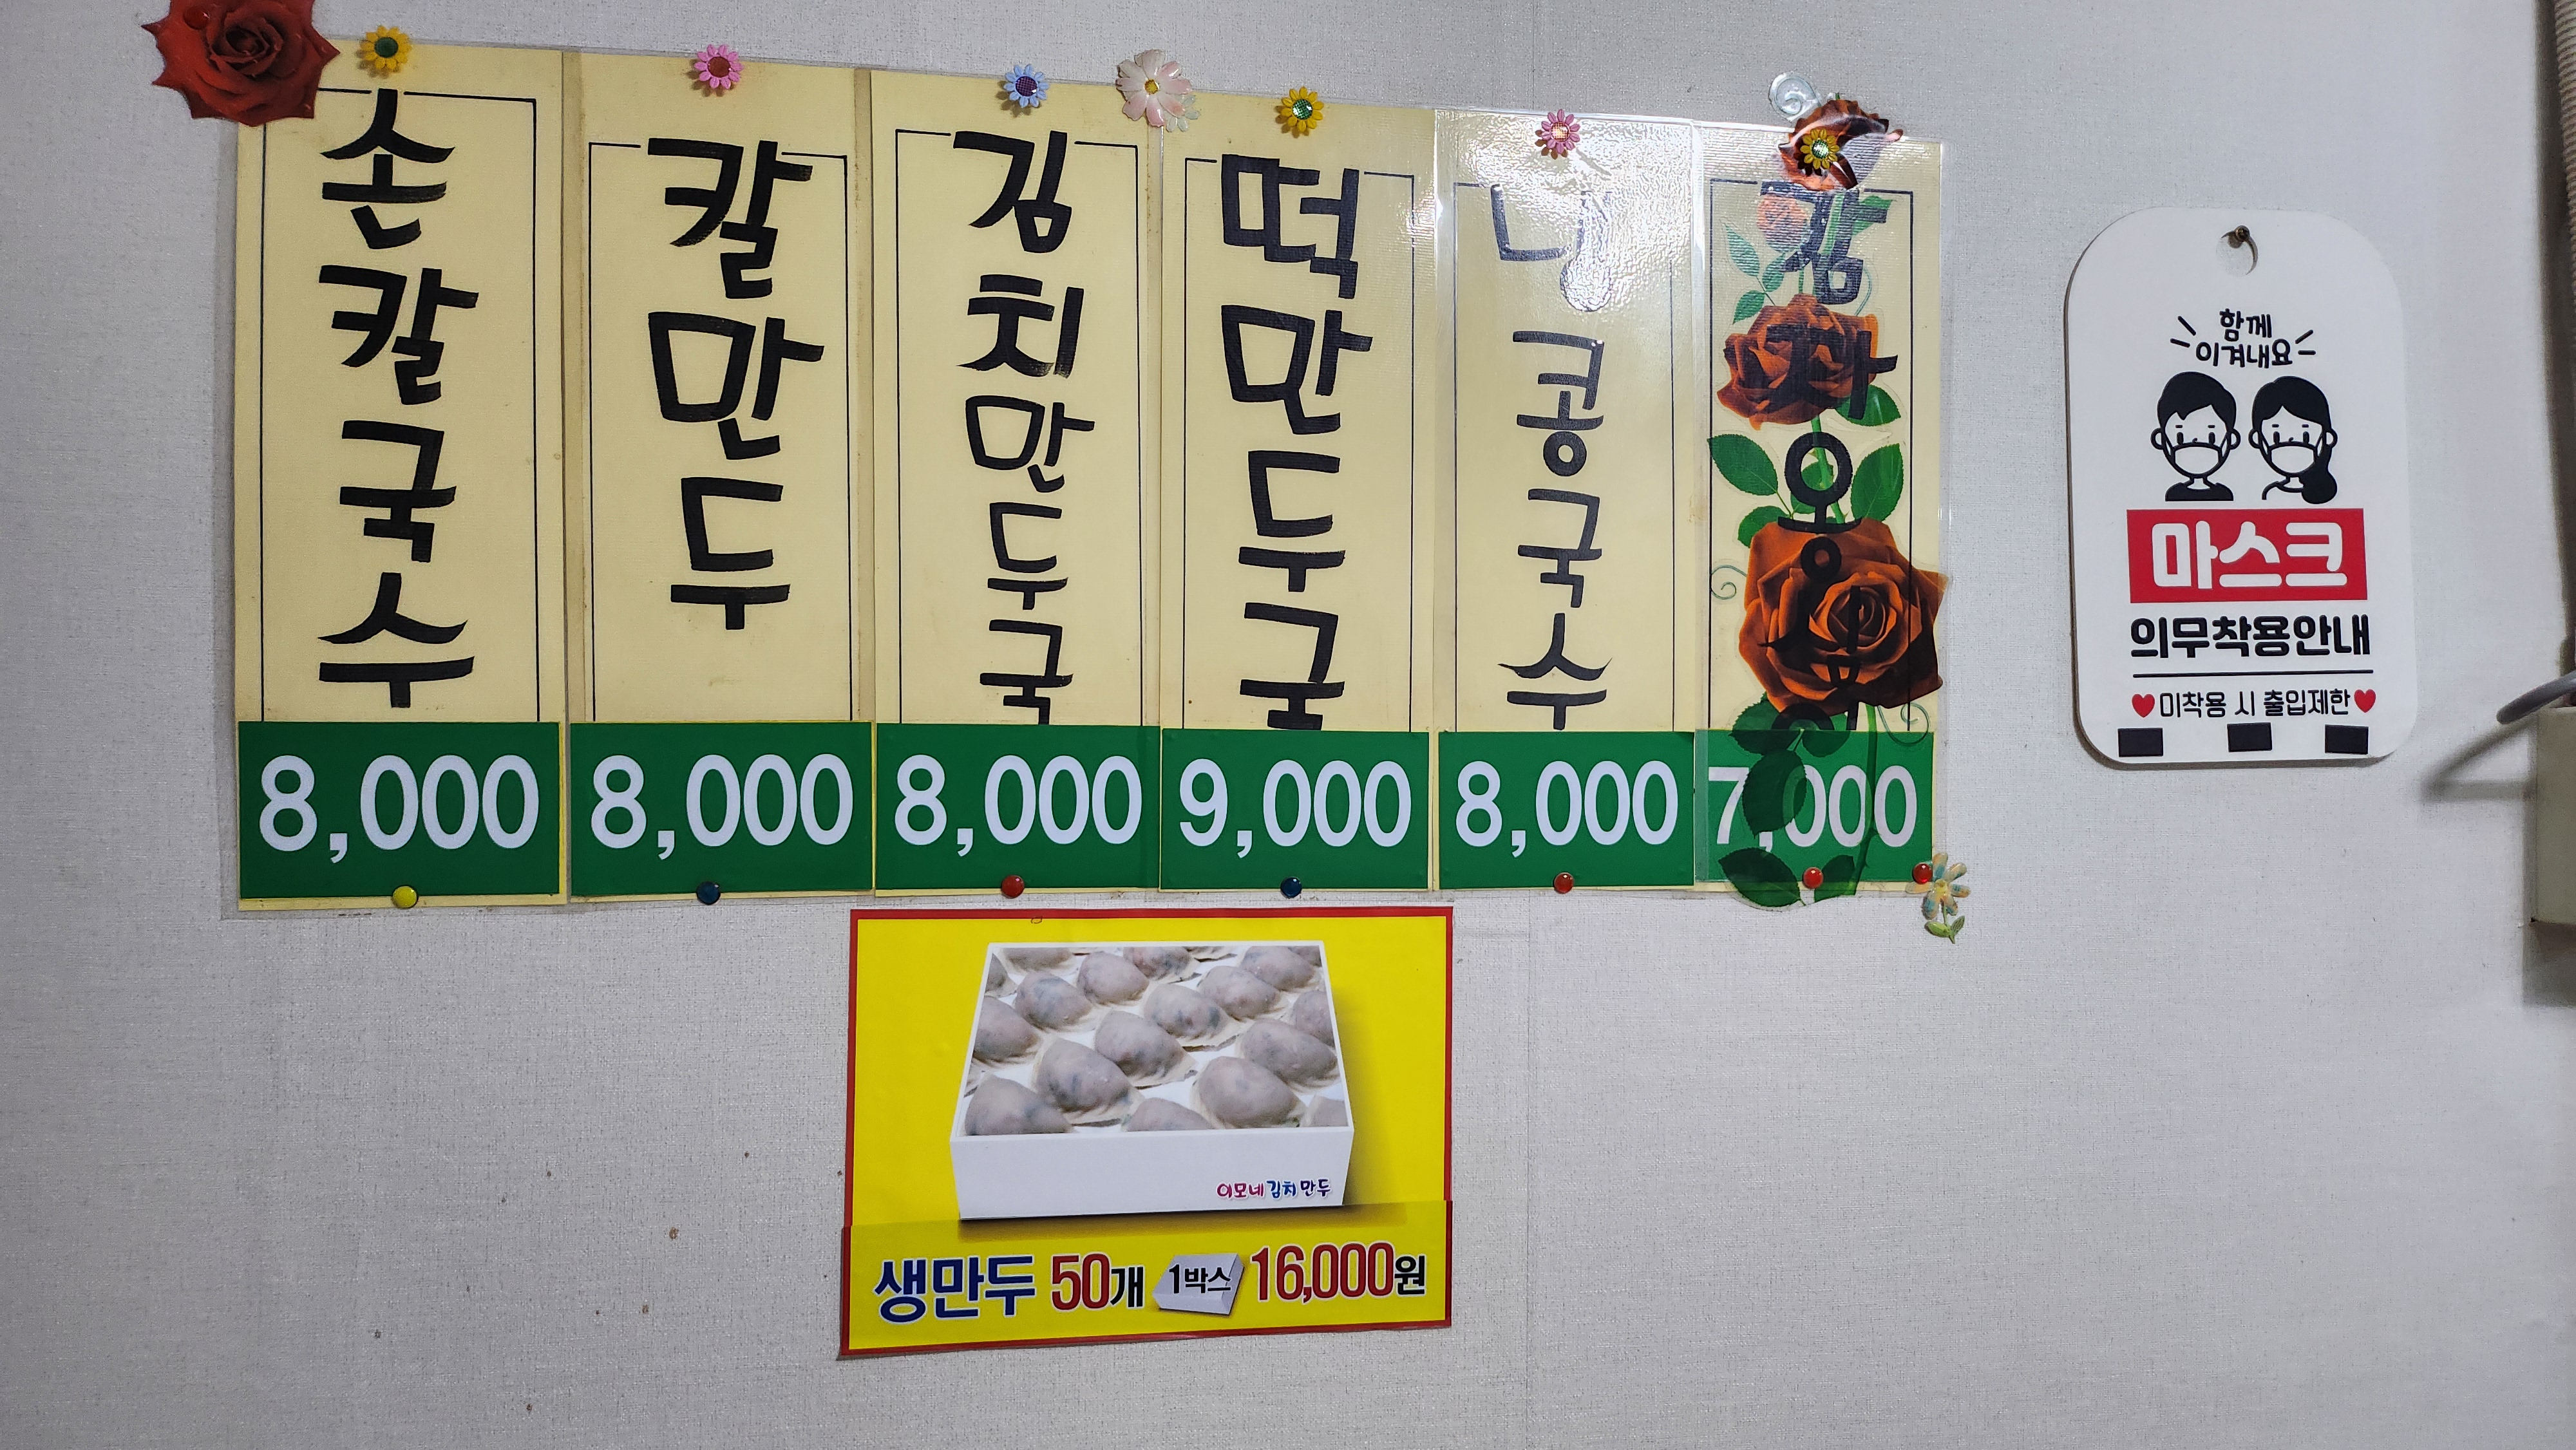 손칼국수
8,000
칼만두
8,000
김치만두국
8,000
떡만두국
9,000
냉콩국수
8,000
7,000
함께
이겨내요
마스크
의무착용안내
미착용 시 출입제한
이모네김치만두
생만두 50개 1박스 16,000원